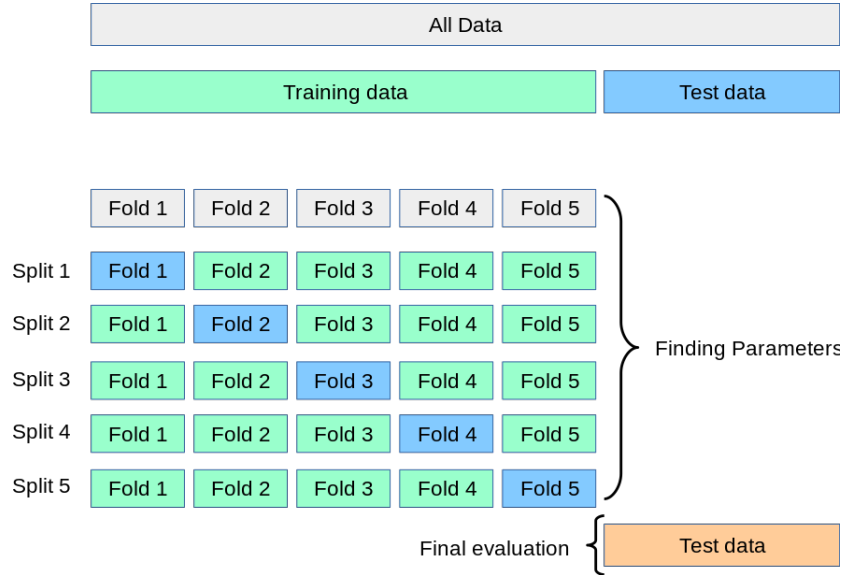 All Data
Training data Test data
Fold 1 Fold 2 Fold 3 Fold 4 Fold 5
Split 1 Fold 1 Fold 2 Fold 3 Fold 4 Fold 5
Split 2 Fold 1 Fold 2 Fold 3 Fold 4 Fold 5
Finding Parameters
Split 3 Fold 1 Fold 2 Fold 3 Fold 4 Fold 5
Split 4 Fold 1 Fold 2 Fold 3 Fold 4 Fold 5
Split 5 Fold 1 Fold 2 Fold 3 Fold 4 Fold 5
Final evaluation Test data